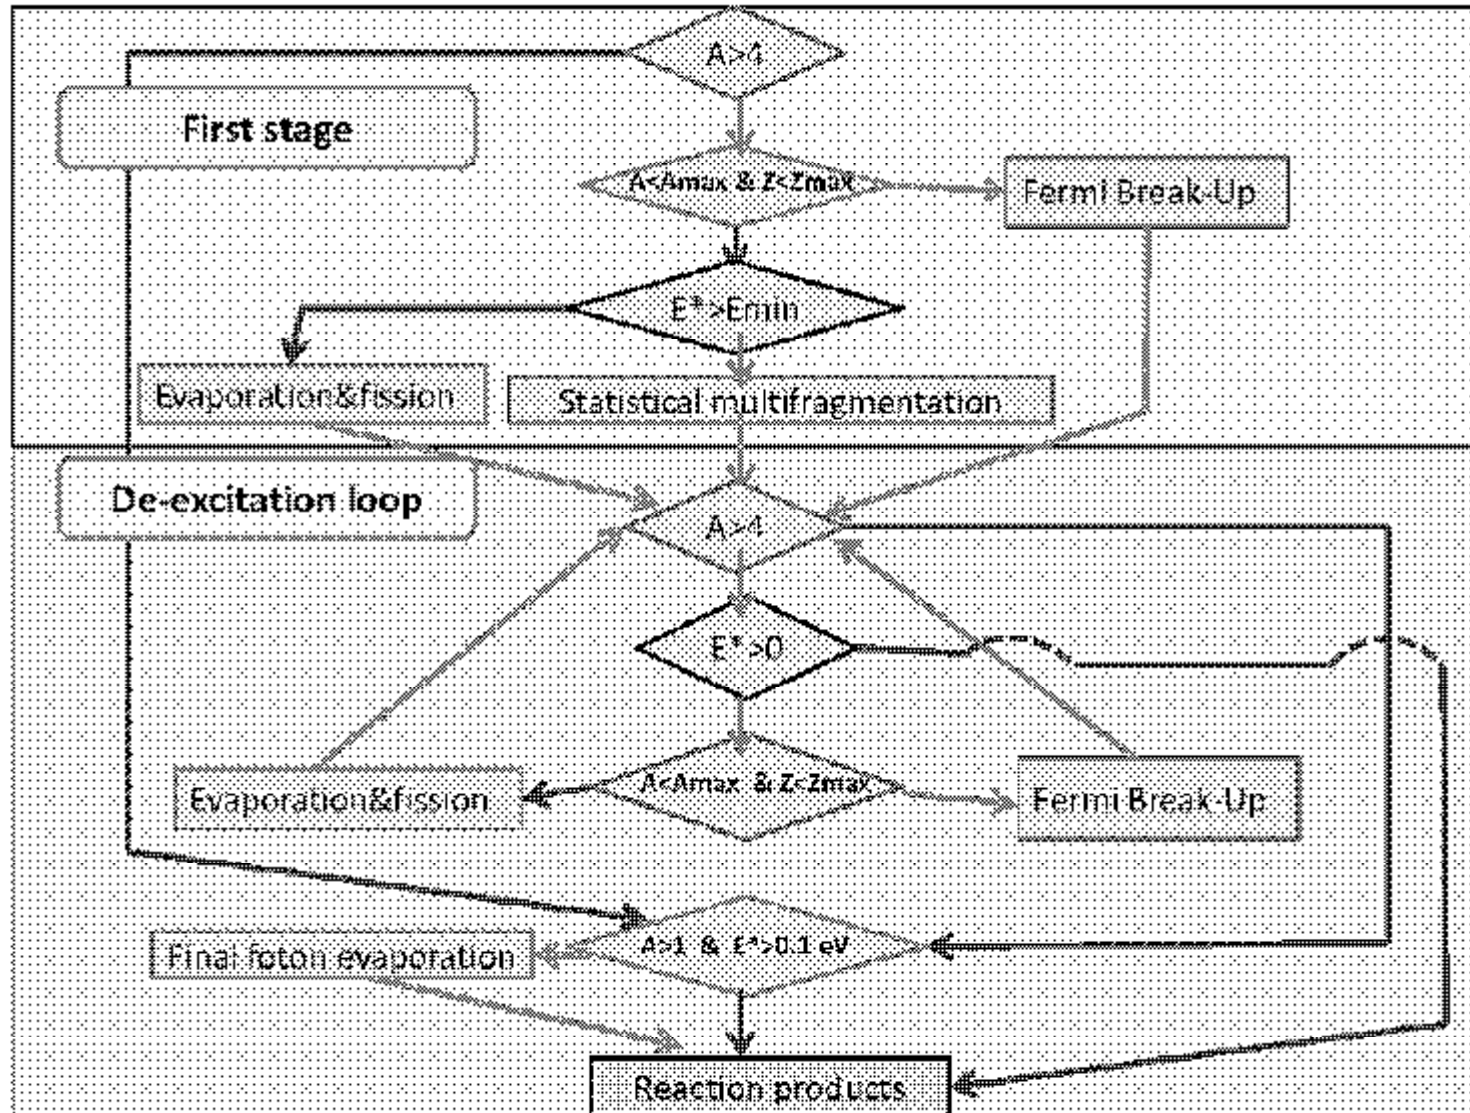 A>4
First stage
A<Amax & Z<Zmax
Fermi Break-Up
E*>Emin
Evaporation&fission
Statistical multifragmentation
De-excitation loop
A>4
E*>0
A<Amax & Z<Zmax
Evaporation&fission
Fermi Break-Up
A>1 & E*>0.1 eV
Final foton evaporation
Reaction products